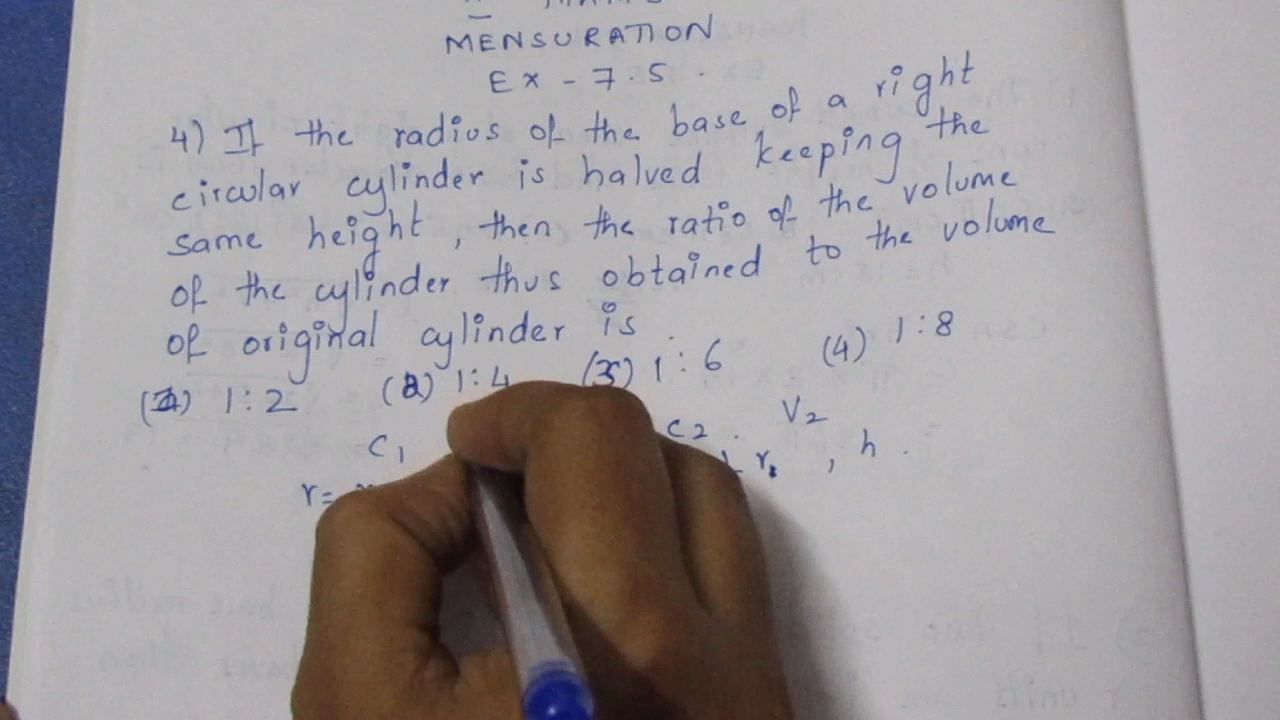 MENSURATION
Ex - 7.5.
4) If the radius of the base of a right
circular cylinder is halved keeping the
same height, then the ratio of the volume
of the cylinder thus obtained to the volume
of original cylinder is
1:2 (2) 1:4 (3) 1:6 (4) 1:8
C1 C2. V2
r= r, , h.